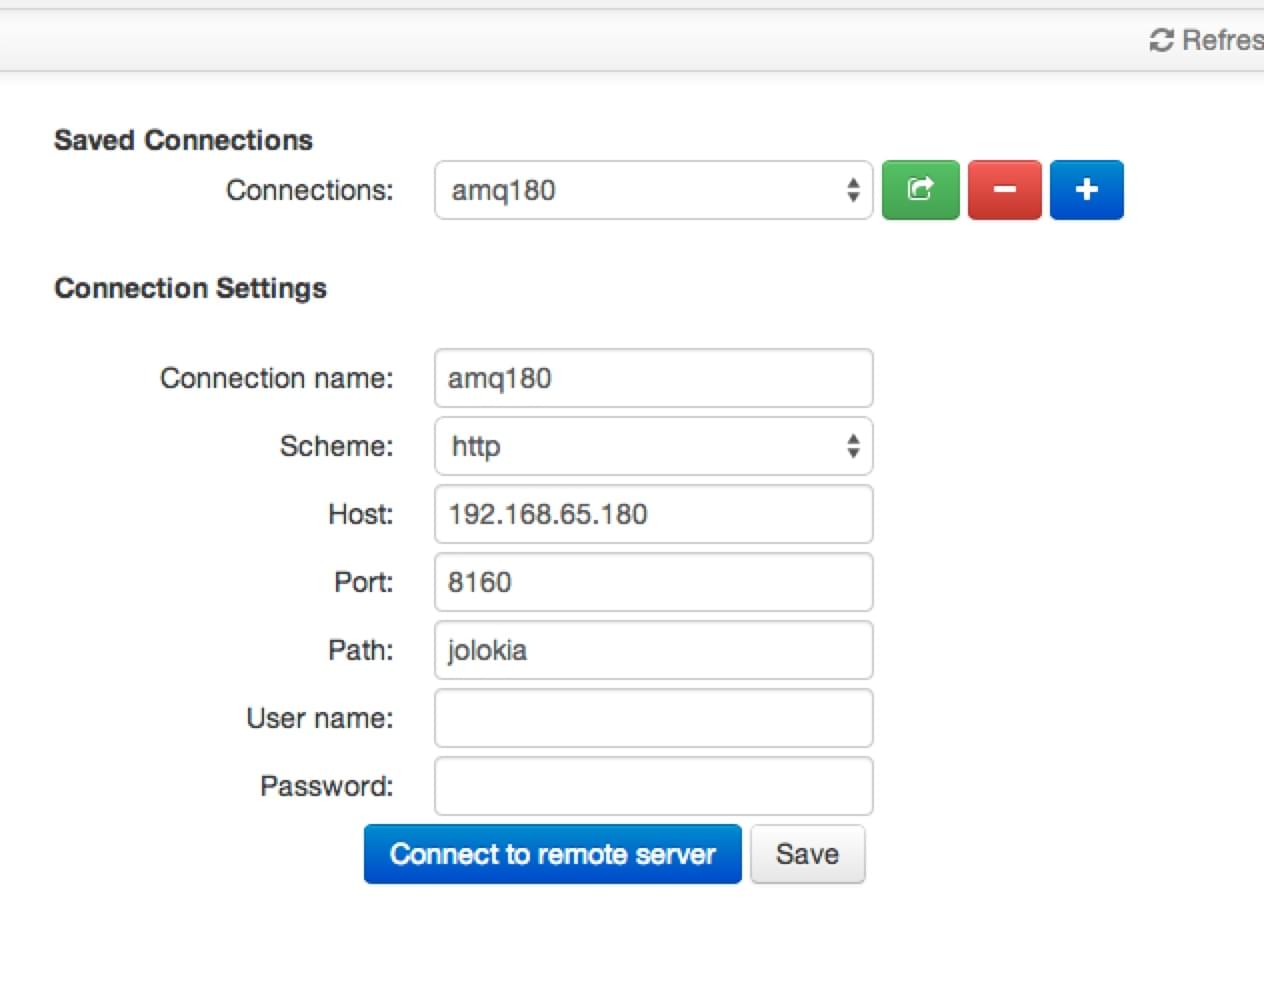 Saved Connections
Connections: amq180
Connection Settings
Connection name: amq180
Scheme: http
Host: 192.168.65.180
Port: 8160
Path: jolokia
User name:
Password:
Connect to remote server Save